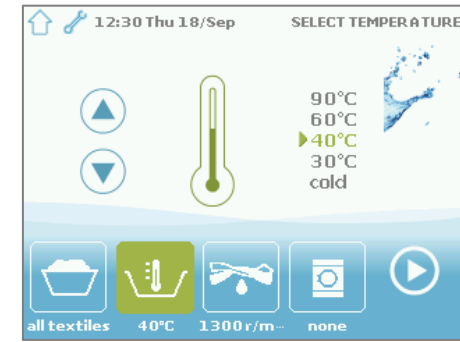 12:30 Thu 18/Sep SELECT TEMPERATURE
90°C
60°C
40°C
30°C
cold
all textiles 40°C 1300 r/m··· none